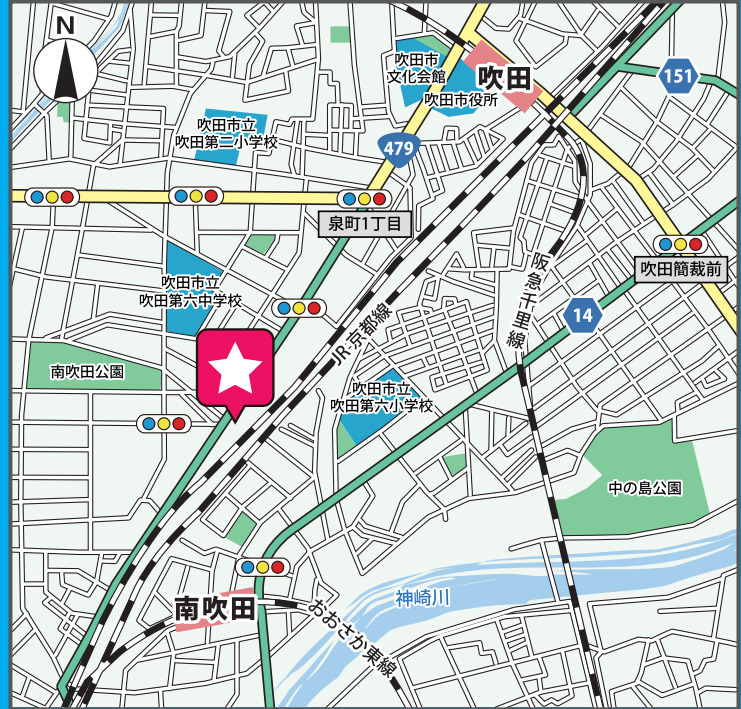 N
吹田市
文化会館
吹田
151
吹田市役所
吹田市立
吹田第二小学校
479
泉町1丁目
吹田簡裁前
阪急千里線
吹田市立
吹田第六中学校
14
JR京都線
南吹田公園
吹田市立
吹田第六小学校
中の島公園
神崎川
南吹田
おおさか東線